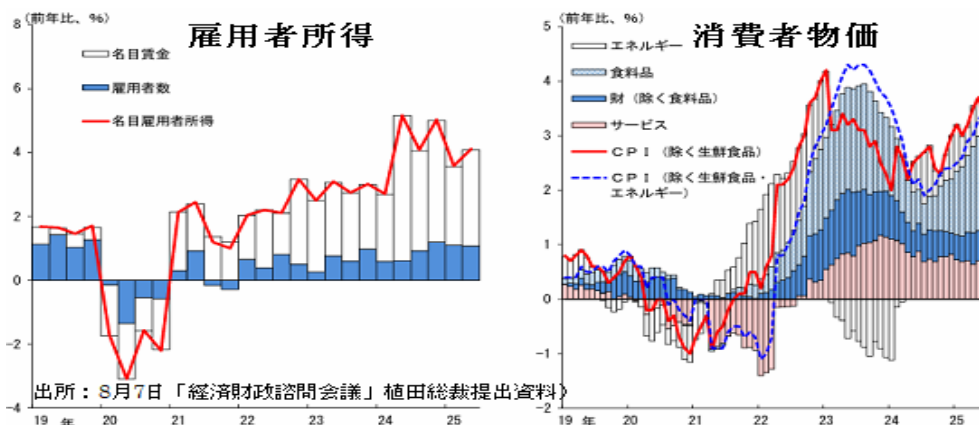 雇用者所得
(前年比、%)
8
6
4
2
0
-2
-4
名目賃金
雇用者数
名目雇用者所得
出所：8月7日「経済財政諮問会議」植田総裁提出資料)
19 年 20 21 22 23 24 25
消費者物価
(前年比、%)
5
4
3
2
1
0
-1
-2
エネルギー
食料品
財（除く食料品）
サービス
ＣＰＩ（除く生鮮食品）
ＣＰＩ（除く生鮮食品・
エネルギー）
19 年 20 21 22 23 24 25